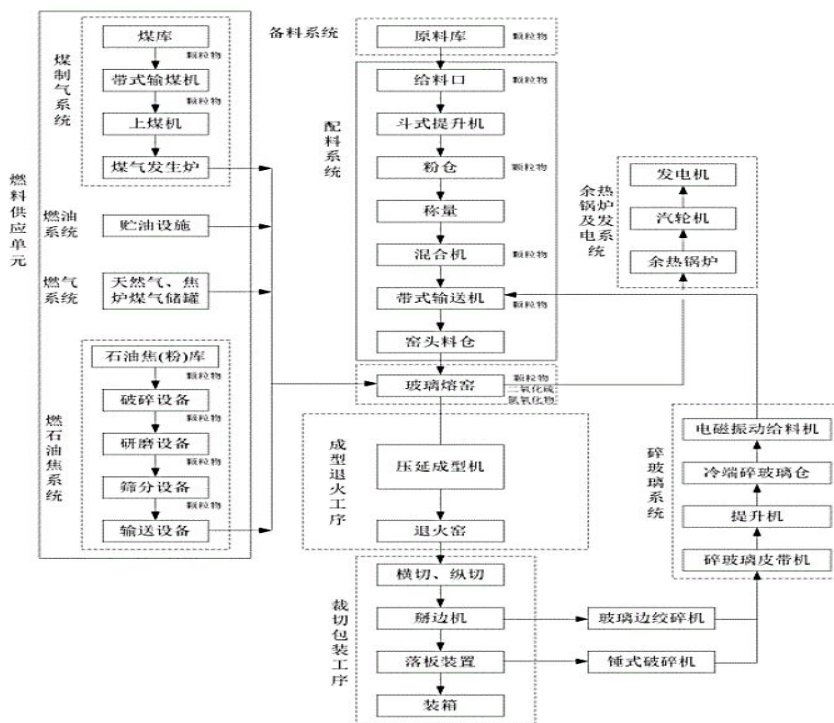 燃料供应单元
煤制气系统
煤库
颗粒物
带式输煤机
颗粒物
上煤机
煤气发生炉
燃油系统
贮油设施
燃气系统
天然气、焦
炉煤气储罐
燃石油焦系统
石油焦(粉)库
颗粒物
破碎设备
颗粒物
研磨设备
颗粒物
筛分设备
颗粒物
输送设备
备料系统
原料库
颗粒物
配料系统
给料口
颗粒物
斗式提升机
粉仓
颗粒物
称量
混合机
颗粒物
带式输送机
颗粒物
窑头料仓
玻璃熔窑
颗粒物
二氧化硫
氮氧化物
成型退火工序
压延成型机
退火窑
裁切包装工序
横切、纵切
掰边机
落板装置
装箱
玻璃边绞碎机
锤式破碎机
余热锅炉及发电系统
发电机
汽轮机
余热锅炉
碎玻璃系统
电磁振动给料机
冷端碎玻璃仓
提升机
碎玻璃皮带机